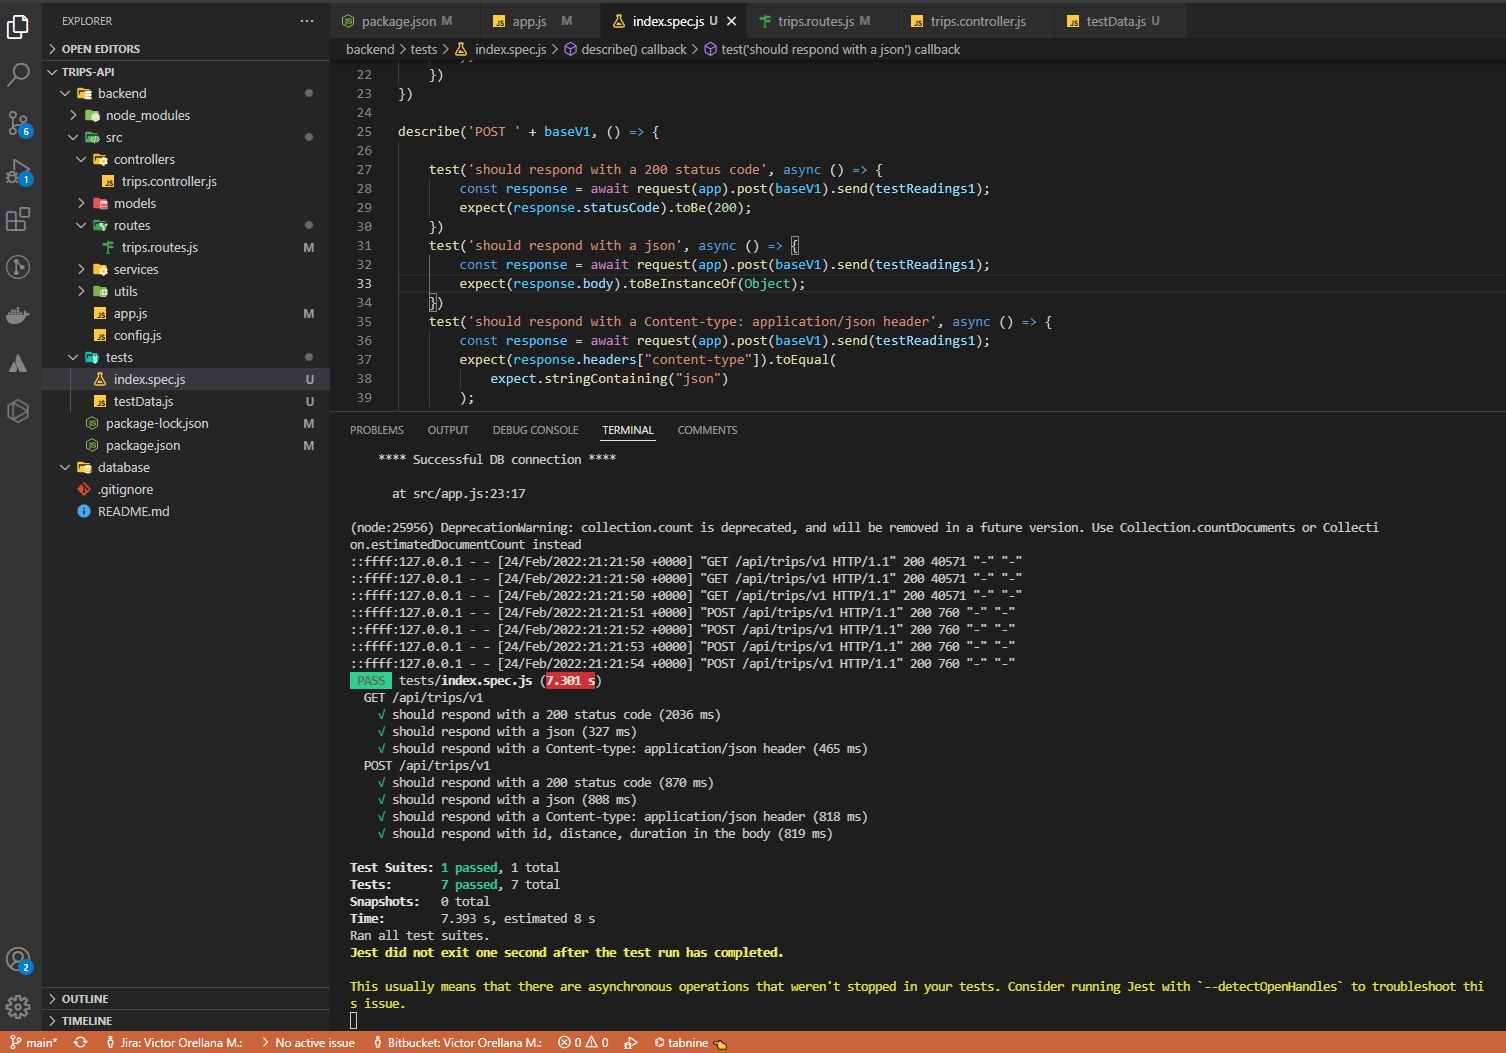 EXPLORER
OPEN EDITORS
TRIPS-API
backend
node_modules
src
controllers
trips.controller.js
models
routes
trips.routes.js M
services
utils
app.js M
config.js
tests
index.spec.js U
testData.js U
package-lock.json M
package.json M
database
.gitignore
README.md
OUTLINE
TIMELINE
6
1
2
package.json M
app.js M
index.spec.js U
trips.routes.js M
trips.controller.js
testData.js U
backend > tests > index.spec.js > describe() callback > test('should respond with a json') callback
22 })
23 })
24
25 describe('POST ' + baseV1, () => {
26
27 test('should respond with a 200 status code', async () => {
28 const response = await request(app).post(baseV1).send(testReadings1);
29 expect(response.statusCode).toBe(200);
30 })
31 test('should respond with a json', async () => {
32 const response = await request(app).post(baseV1).send(testReadings1);
33 expect(response.body).toBeInstanceOf(Object);
34 })
35 test('should respond with a Content-type: application/json header', async () => {
36 const response = await request(app).post(baseV1).send(testReadings1);
37 expect(response.headers["content-type"]).toEqual(
38 expect.stringContaining("json")
39 );
PROBLEMS OUTPUT DEBUG CONSOLE TERMINAL COMMENTS
**** Successful DB connection ****
at src/app.js:23:17
(node:25956) DeprecationWarning: collection.count is deprecated, and will be removed in a future version. Use Collection.countDocuments or Collecti
on.estimatedDocumentCount instead
::ffff:127.0.0.1 - - [24/Feb/2022:21:21:50 +0000] "GET /api/trips/v1 HTTP/1.1" 200 40571 "-" "-"
::ffff:127.0.0.1 - - [24/Feb/2022:21:21:50 +0000] "GET /api/trips/v1 HTTP/1.1" 200 40571 "-" "-"
::ffff:127.0.0.1 - - [24/Feb/2022:21:21:50 +0000] "GET /api/trips/v1 HTTP/1.1" 200 40571 "-" "-"
::ffff:127.0.0.1 - - [24/Feb/2022:21:21:51 +0000] "POST /api/trips/v1 HTTP/1.1" 200 760 "-" "-"
::ffff:127.0.0.1 - - [24/Feb/2022:21:21:52 +0000] "POST /api/trips/v1 HTTP/1.1" 200 760 "-" "-"
::ffff:127.0.0.1 - - [24/Feb/2022:21:21:53 +0000] "POST /api/trips/v1 HTTP/1.1" 200 760 "-" "-"
::ffff:127.0.0.1 - - [24/Feb/2022:21:21:54 +0000] "POST /api/trips/v1 HTTP/1.1" 200 760 "-" "-"
PASS tests/index.spec.js (7.301 s)
GET /api/trips/v1
√ should respond with a 200 status code (2036 ms)
√ should respond with a json (327 ms)
√ should respond with a Content-type: application/json header (465 ms)
POST /api/trips/v1
√ should respond with a 200 status code (870 ms)
√ should respond with a json (808 ms)
√ should respond with a Content-type: application/json header (818 ms)
√ should respond with id, distance, duration in the body (819 ms)
Test Suites: 1 passed, 1 total
Tests: 7 passed, 7 total
Snapshots: 0 total
Time: 7.393 s, estimated 8 s
Ran all test suites.
Jest did not exit one second after the test run has completed.
This usually means that there are asynchronous operations that weren't stopped in your tests. Consider running Jest with `--detectOpenHandles` to troubleshoot thi
s issue.
main* Jira: Victor Orellana M.: No active issue Bitbucket: Victor Orellana M.: 0 0 tabnine